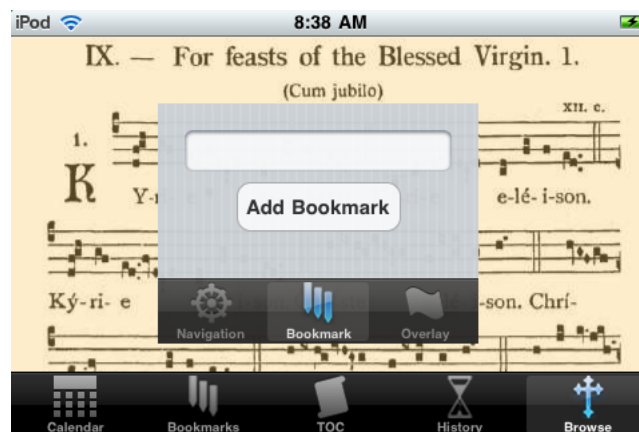 iPod 8:38 AM
IX. — For feasts of the Blessed Virgin. 1.
(Cum jubilo)
XII. c.
1.
K
Y-
e-lé- i-son.
Add Bookmark
Ký-ri- e
-son. Chrí-
Navigation Bookmark Overlay
Calendar Bookmarks TOC History Browse